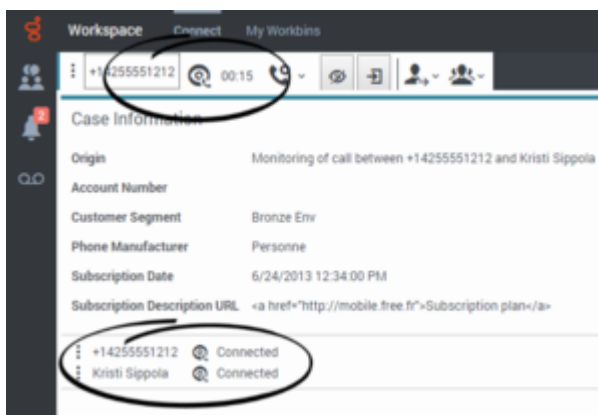 Workspace Connect My Workbins
+14255551212 00:15
2
Case Information
Origin Monitoring of call between +14255551212 and Kristi Sippola
Account Number
Customer Segment Bronze Env
Phone Manufacturer Personne
Subscription Date 6/24/2013 12:34:00 PM
Subscription Description URL <a href="http://mobile.free.fr">Subscription plan</a>
+14255551212 Connected
Kristi Sippola Connected